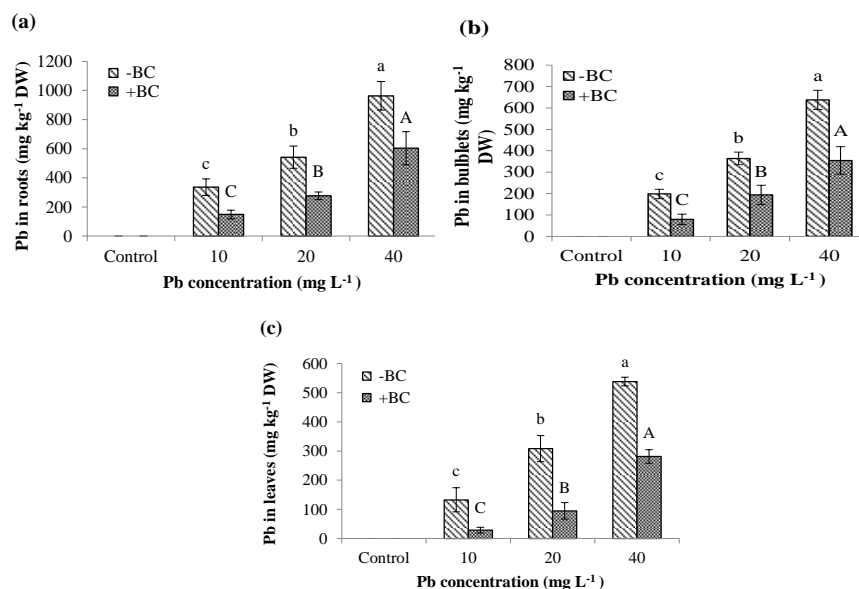 (a)
Pb in roots (mg kg⁻¹ DW)
1200
1000
800
600
400
200
0
-BC
+BC
c
C
b
B
a
A
Control 10 20 40
Pb concentration (mg L⁻¹)
(b)
Pb in bulblets (mg kg⁻¹
DW)
800
700
600
500
400
300
200
100
0
-BC
+BC
c
C
b
B
a
A
Control 10 20 40
Pb concentration (mg L⁻¹)
(c)
Pb in leaves (mg kg⁻¹ DW)
600
500
400
300
200
100
0
-BC
+BC
c
C
b
B
a
A
Control 10 20 40
Pb concentration (mg L⁻¹)